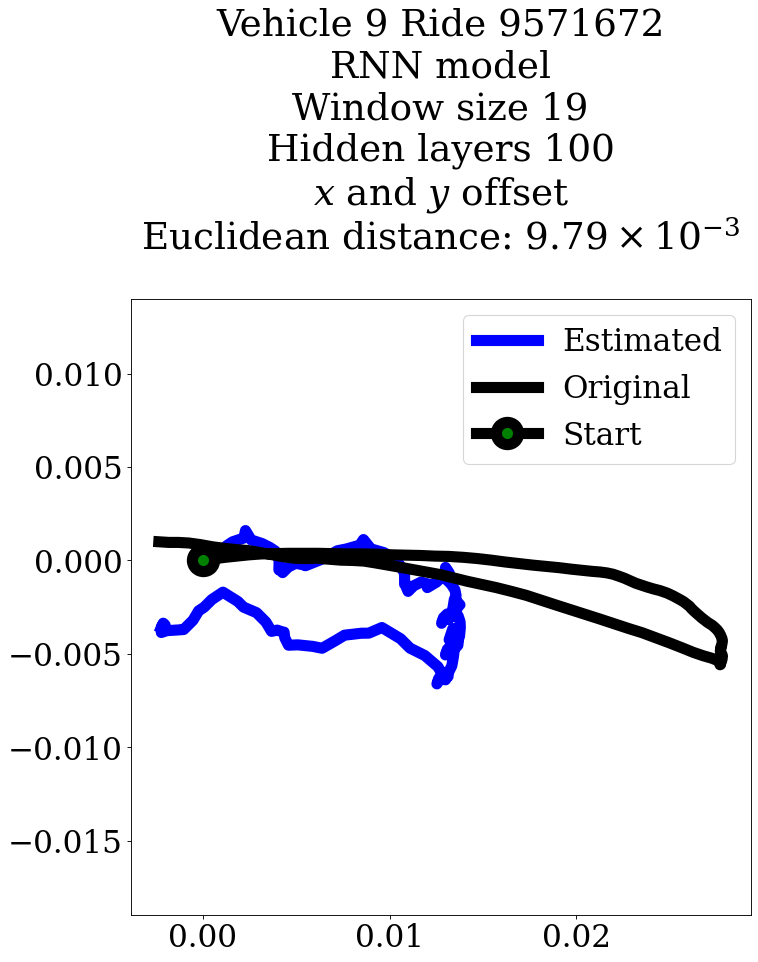 Vehicle 9 Ride 9571672
RNN model
Window size 19
Hidden layers 100
x and y offset
Euclidean distance: 9.79 × 10⁻³
Estimated
Original
Start
0.010
0.005
0.000
−0.005
−0.010
−0.015
0.00 0.01 0.02